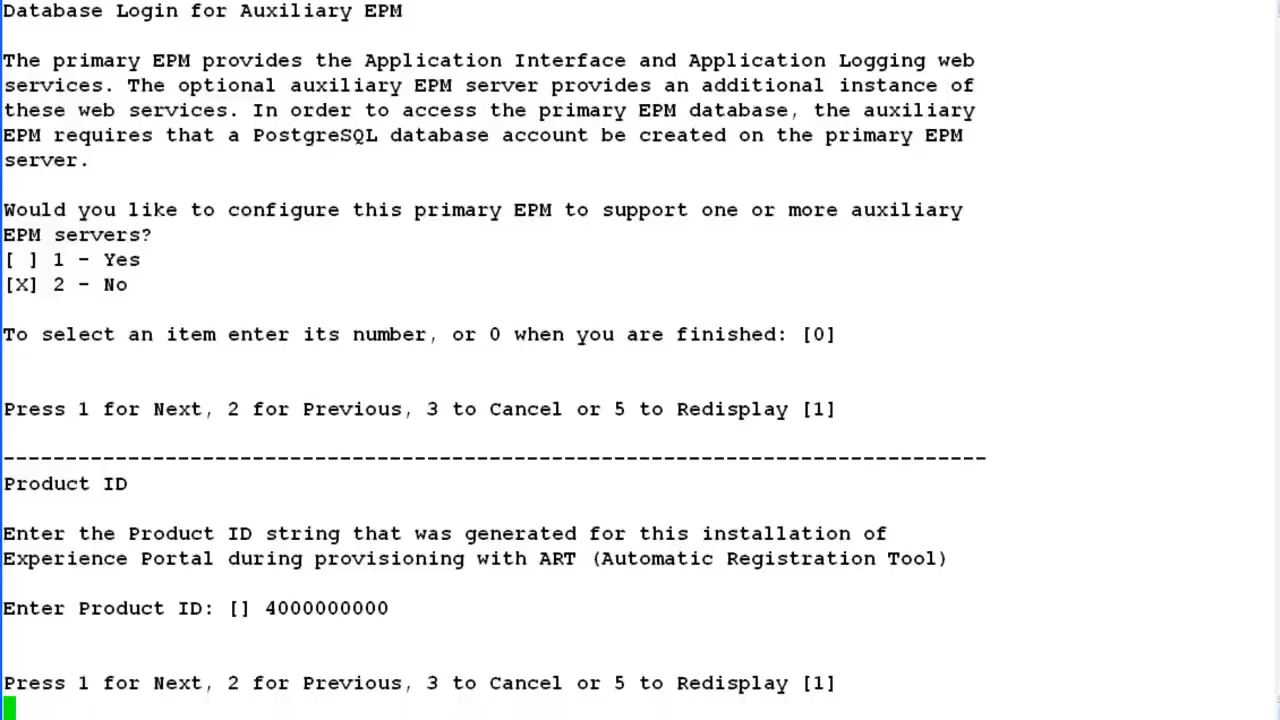 Database Login for Auxiliary EPM
The primary EPM provides the Application Interface and Application Logging web
services. The optional auxiliary EPM server provides an additional instance of
these web services. In order to access the primary EPM database, the auxiliary
EPM requires that a PostgreSQL database account be created on the primary EPM
server.
Would you like to configure this primary EPM to support one or more auxiliary
EPM servers?
[ ] 1 - Yes
[X] 2 - No
To select an item enter its number, or 0 when you are finished: [0]
Press 1 for Next, 2 for Previous, 3 to Cancel or 5 to Redisplay [1]
-------------------------------------------------------------------------------
Product ID
Enter the Product ID string that was generated for this installation of
Experience Portal during provisioning with ART (Automatic Registration Tool)
Enter Product ID: [] 4000000000
Press 1 for Next, 2 for Previous, 3 to Cancel or 5 to Redisplay [1]